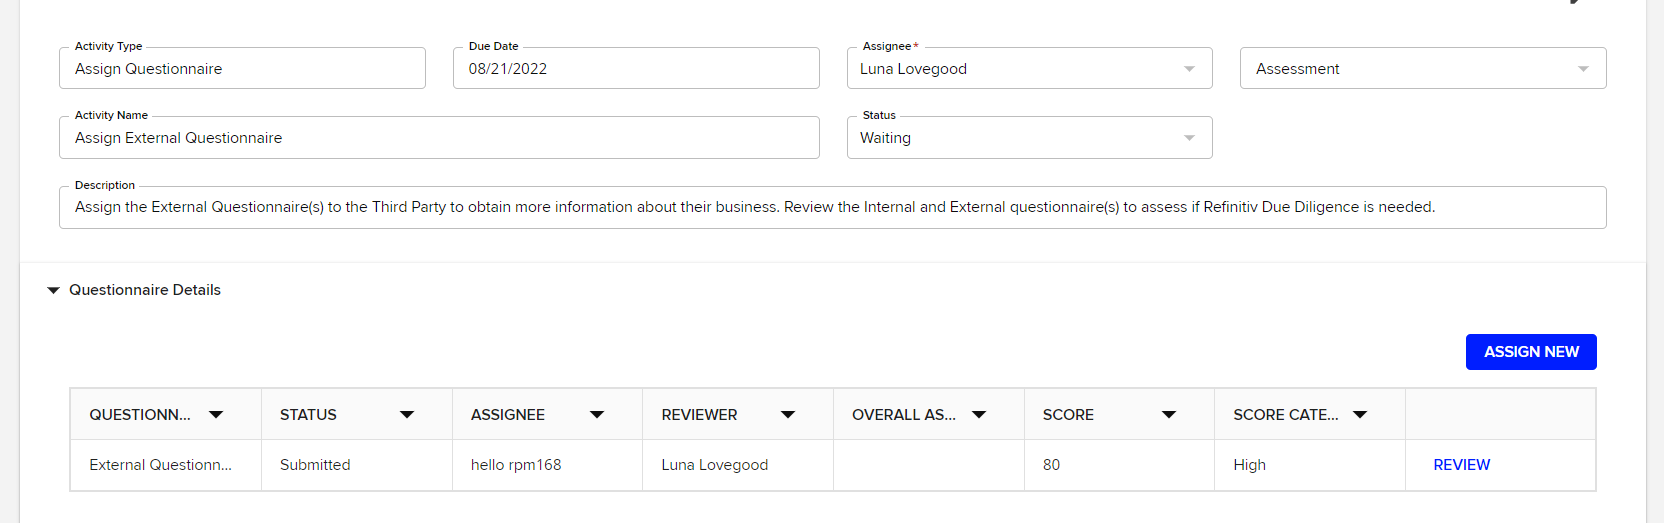 Activity Type
Assign Questionnaire
Due Date
08/21/2022
Assignee*
Luna Lovegood
Assessment
Activity Name
Assign External Questionnaire
Status
Waiting
Description
Assign the External Questionnaire(s) to the Third Party to obtain more information about their business. Review the Internal and External questionnaire(s) to assess if Refinitiv Due Diligence is needed.
Questionnaire Details
ASSIGN NEW
QUESTIONN... STATUS ASSIGNEE REVIEWER OVERALL AS... SCORE SCORE CATE...
External Questionn... Submitted hello rpm168 Luna Lovegood 80 High REVIEW